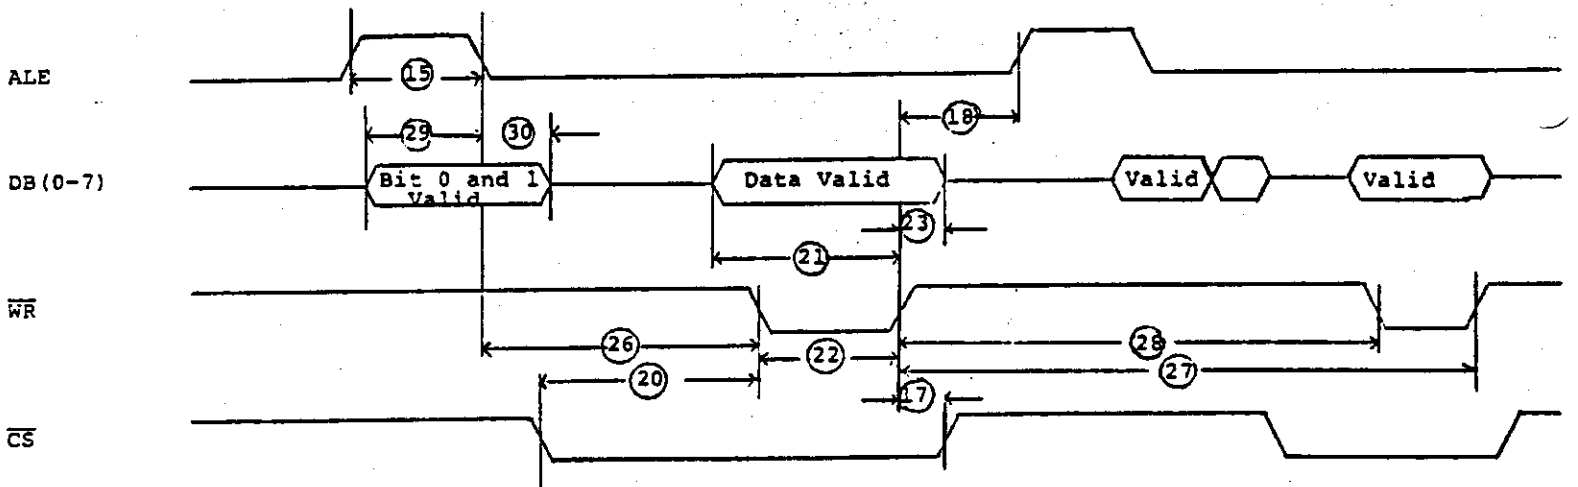 ALE
15
18
29
30
DB(0-7)
Bit 0 and 1
Valid
Data Valid
Valid
Valid
23
21
WR
26
22
28
20
17
27
CS